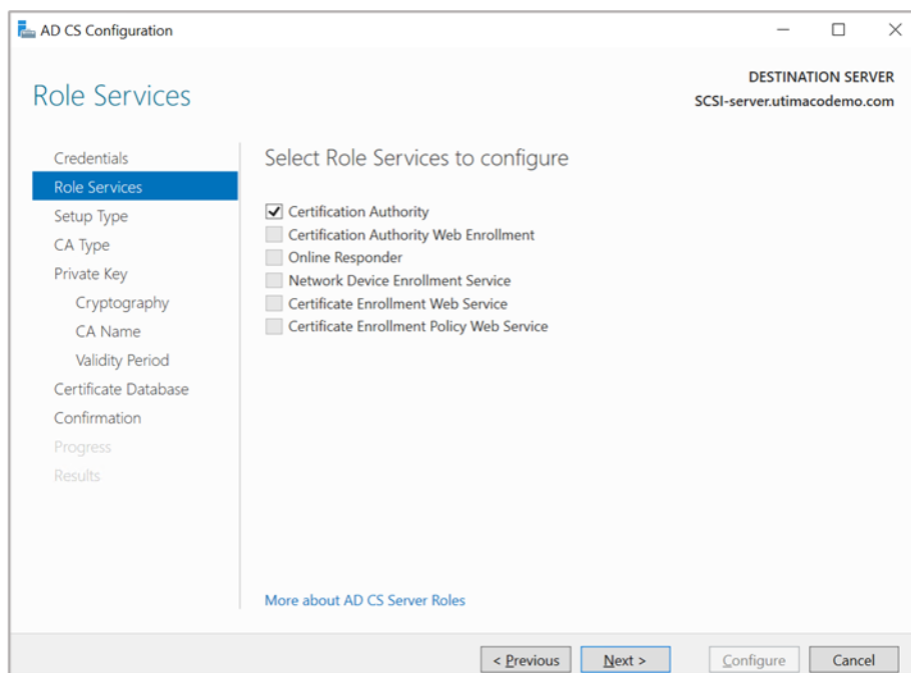 AD CS Configuration
DESTINATION SERVER
SCSI-server.utimacodemo.com
Role Services
Credentials
Role Services
Setup Type
CA Type
Private Key
Cryptography
CA Name
Validity Period
Certificate Database
Confirmation
Progress
Results
Select Role Services to configure
Certification Authority
Certification Authority Web Enrollment
Online Responder
Network Device Enrollment Service
Certificate Enrollment Web Service
Certificate Enrollment Policy Web Service
More about AD CS Server Roles
< Previous
Next >
Configure
Cancel